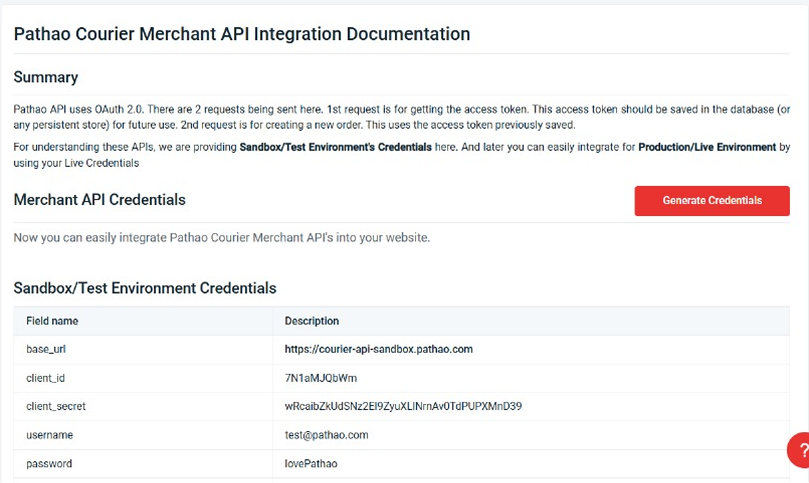 Pathao Courier Merchant API Integration Documentation
Summary
Pathao API uses OAuth 2.0. There are 2 requests being sent here. 1st request is for getting the access token. This access token should be saved in the database (or
any persistent store) for future use. 2nd request is for creating a new order. This uses the access token previously saved.
For understanding these APIs, we are providing Sandbox/Test Environment's Credentials here. And later you can easily integrate for Production/Live Environment by
using your Live Credentials
Merchant API Credentials
Generate Credentials
Now you can easily integrate Pathao Courier Merchant API's into your website.
Sandbox/Test Environment Credentials
Field name Description
base_url https://courier-api-sandbox.pathao.com
client_id 7N1aMJQbWm
client_secret wRcaibZkUdSNz2EI9ZyuXLlNrnAv0TdPUPXMnD39
username test@pathao.com
password lovePathao
?